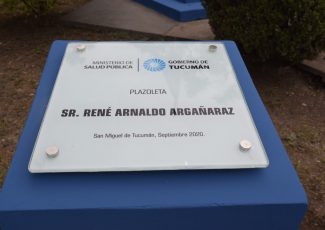 MINISTERIO DE
SALUD PÚBLICA
GOBIERNO DE
TUCUMÁN
PLAZOLETA
SR. RENÉ ARNALDO ARGAÑARAZ
San Miguel de Tucumán, Septiembre 2020.